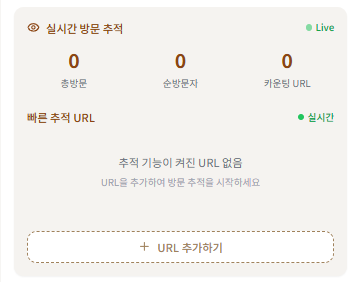 실시간 방문 추적
Live
0
0
0
총방문
순방문자
카운팅 URL
빠른 추적 URL
실시간
추적 기능이 켜진 URL 없음
URL을 추가하여 방문 추적을 시작하세요
+ URL 추가하기